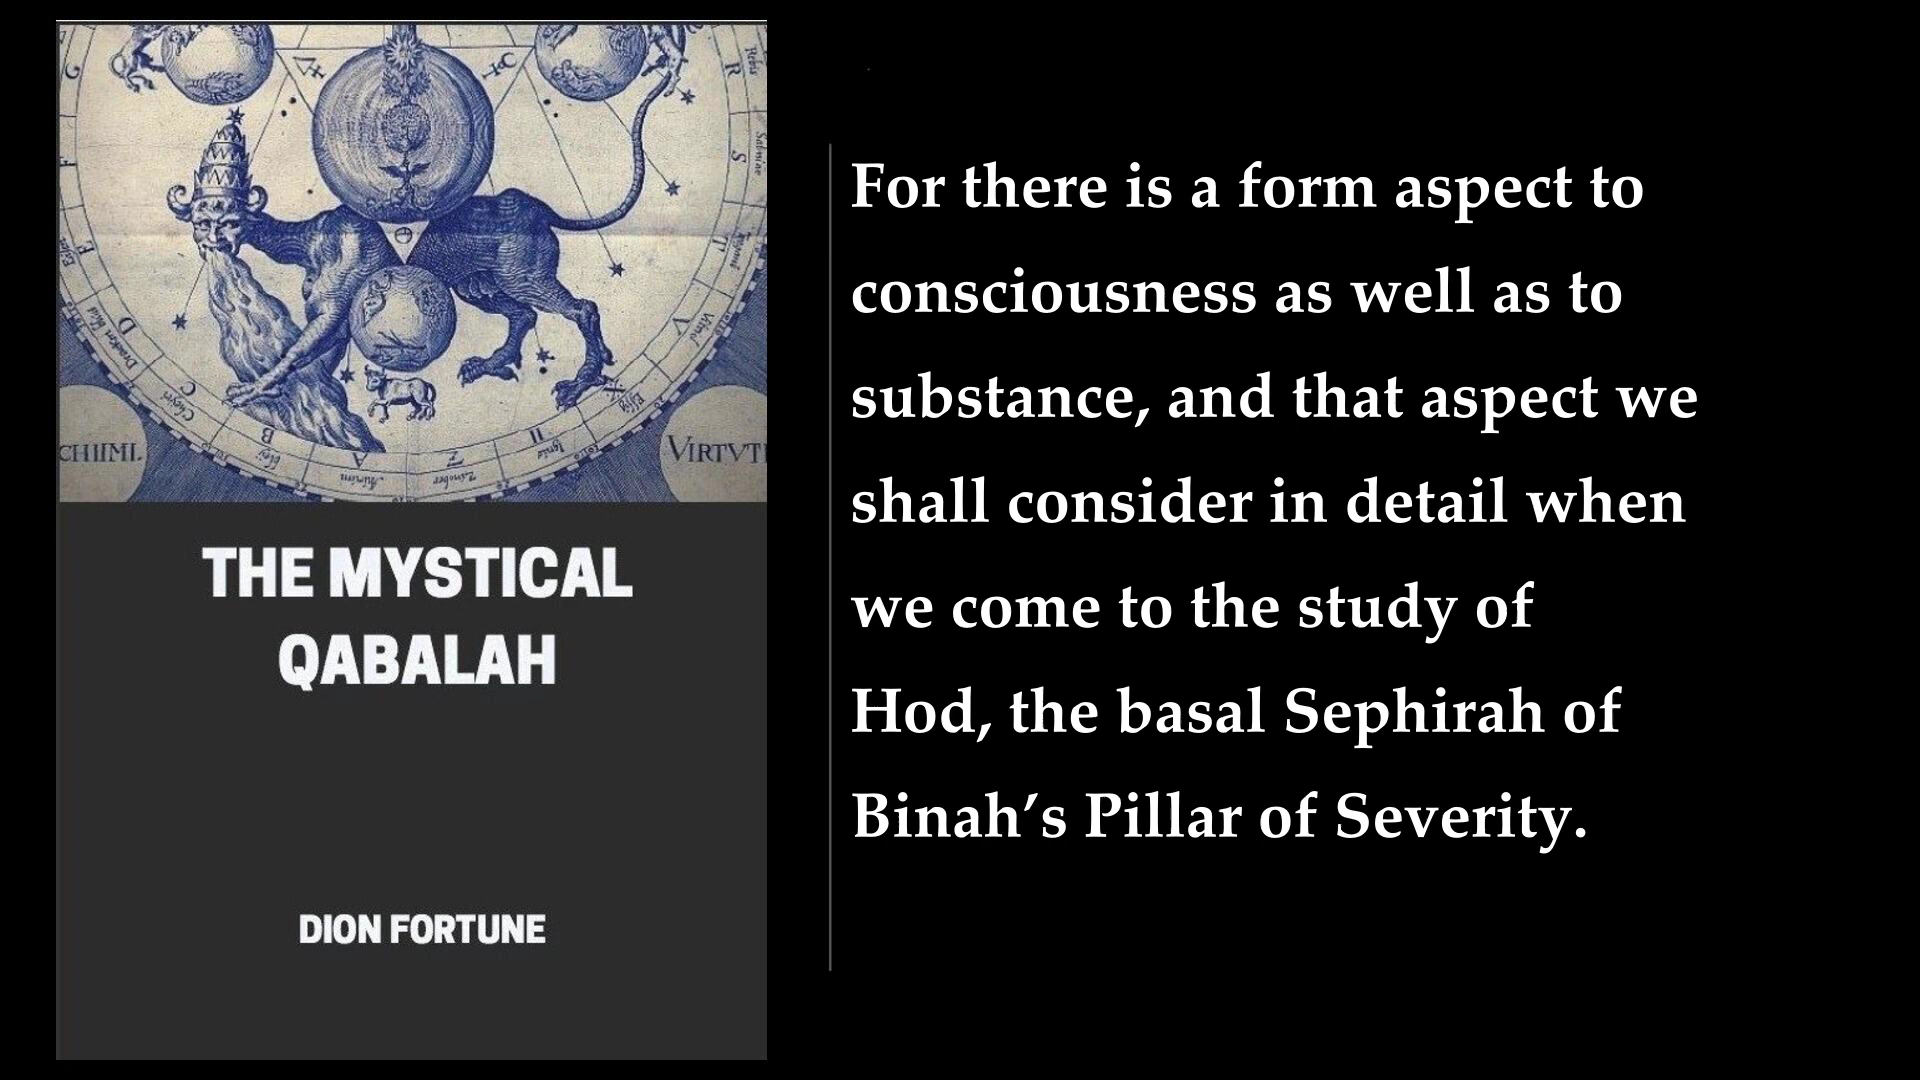 CHIIMI.
VIRTVTI
THE MYSTICAL
QABALAH
DION FORTUNE
For there is a form aspect to
consciousness as well as to
substance, and that aspect we
shall consider in detail when
we come to the study of
Hod, the basal Sephirah of
Binah’s Pillar of Severity.